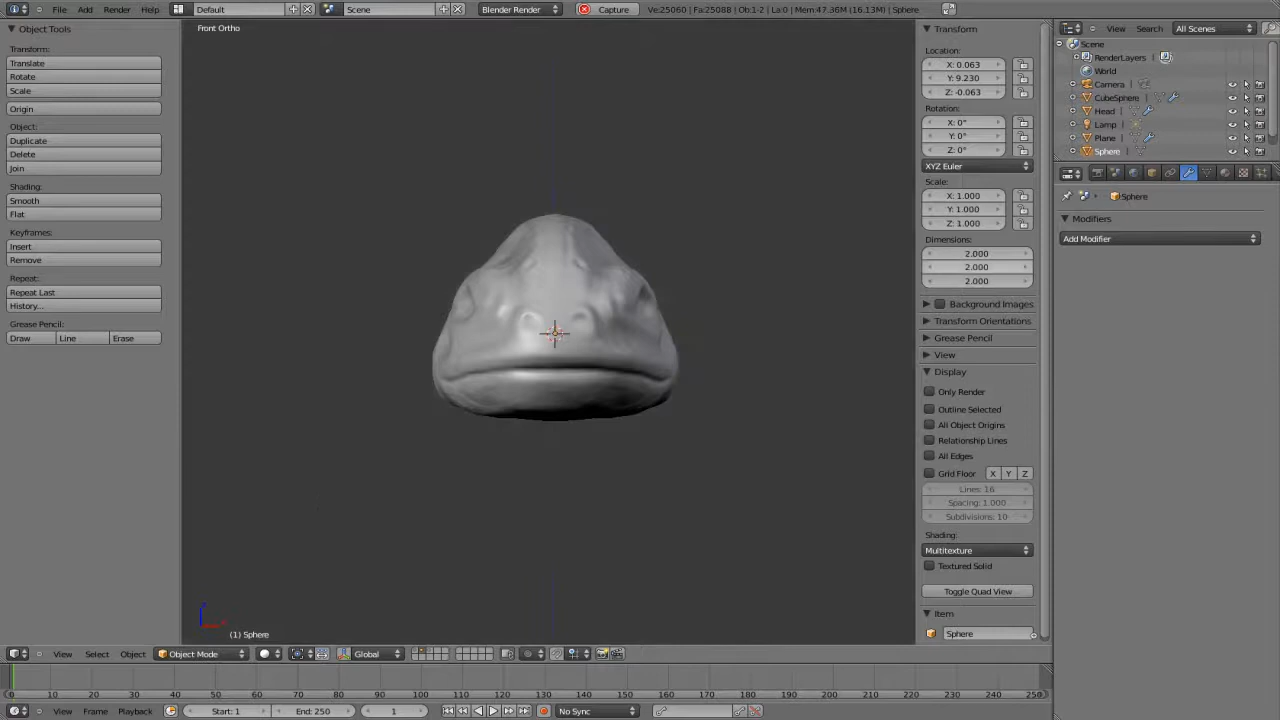 File Add Render Help Default Scene Blender Render Capture Ve:25060 | Fa:25088 | Ob:1-2 | La:0 | Mem:47.36M (16.13M) | Sphere
Object Tools
Transform:
Translate
Rotate
Scale
Origin
Object:
Duplicate
Delete
Join
Shading:
Smooth
Flat
Keyframes:
Insert
Remove
Repeat:
Repeat Last
History...
Grease Pencil:
Draw Line Erase
Front Ortho
(1) Sphere
Transform
Location:
X: 0.063
Y: 9.230
Z: -0.063
Rotation:
X: 0°
Y: 0°
Z: 0°
XYZ Euler
Scale:
X: 1.000
Y: 1.000
Z: 1.000
Dimensions:
2.000
2.000
2.000
Background Images
Transform Orientations
Grease Pencil
View
Display
Only Render
Outline Selected
All Object Origins
Relationship Lines
All Edges
Grid Floor X Y Z
Lines: 16
Spacing: 1.000
Subdivisions: 10
Shading:
Multitexture
Textured Solid
Toggle Quad View
Item
Sphere
View Search All Scenes
Scene
RenderLayers
World
Camera
CubeSphere
Head
Lamp
Plane
Sphere
Sphere
Modifiers
Add Modifier
View Select Object Object Mode Global
0 10 20 30 40 50 60 70 80 90 100 110 120 130 140 150 160 170 180 190 200 210 220 230 240 250
View Frame Playback Start: 1 End: 250 1 No Sync